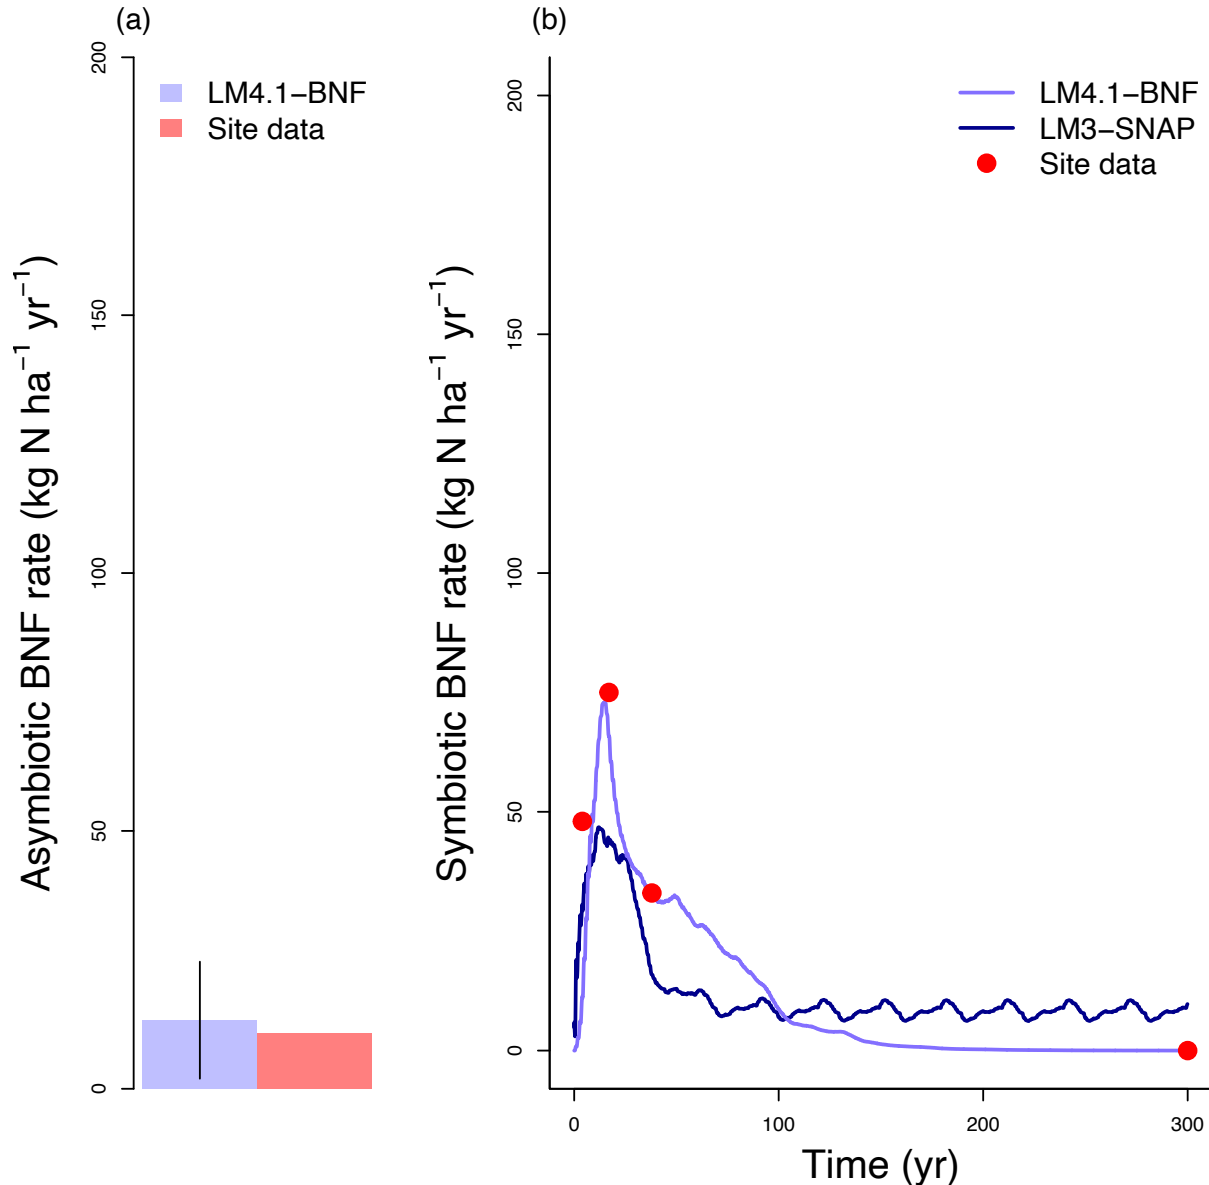 (a)
200
150
100
50
0
Asymbiotic BNF rate (kg N ha⁻¹ yr⁻¹)
LM4.1−BNF
Site data
(b)
200
150
100
50
0
Symbiotic BNF rate (kg N ha⁻¹ yr⁻¹)
LM4.1−BNF
LM3−SNAP
Site data
0 100 200 300
Time (yr)